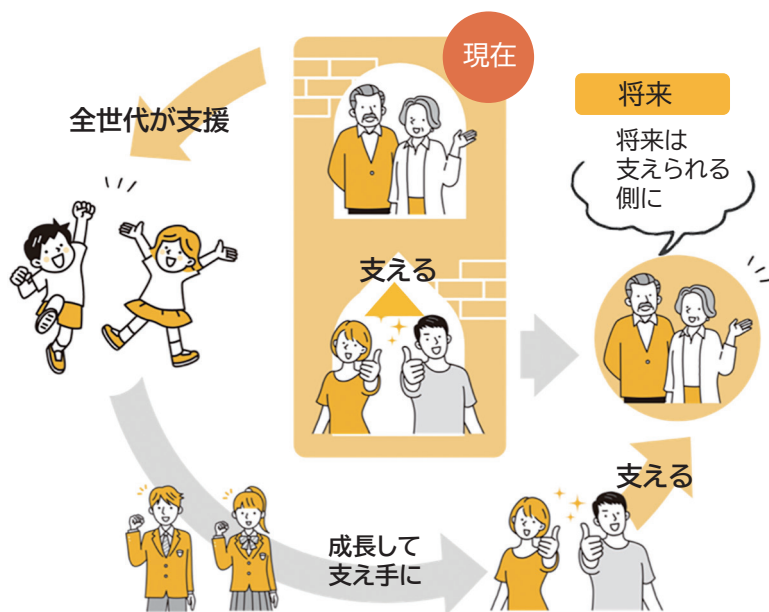 現在
全世代が支援
将来
将来は
支えられる
側に
支える
支える
成長して
支え手に